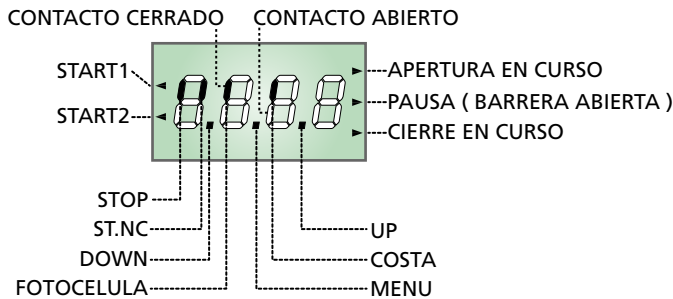 CONTACTO CERRADO
CONTACTO ABIERTO
START1
START2
APERTURA EN CURSO
PAUSA ( BARRERA ABIERTA )
CIERRE EN CURSO
STOP
ST.NC
DOWN
FOTOCELULA
UP
COSTA
MENU